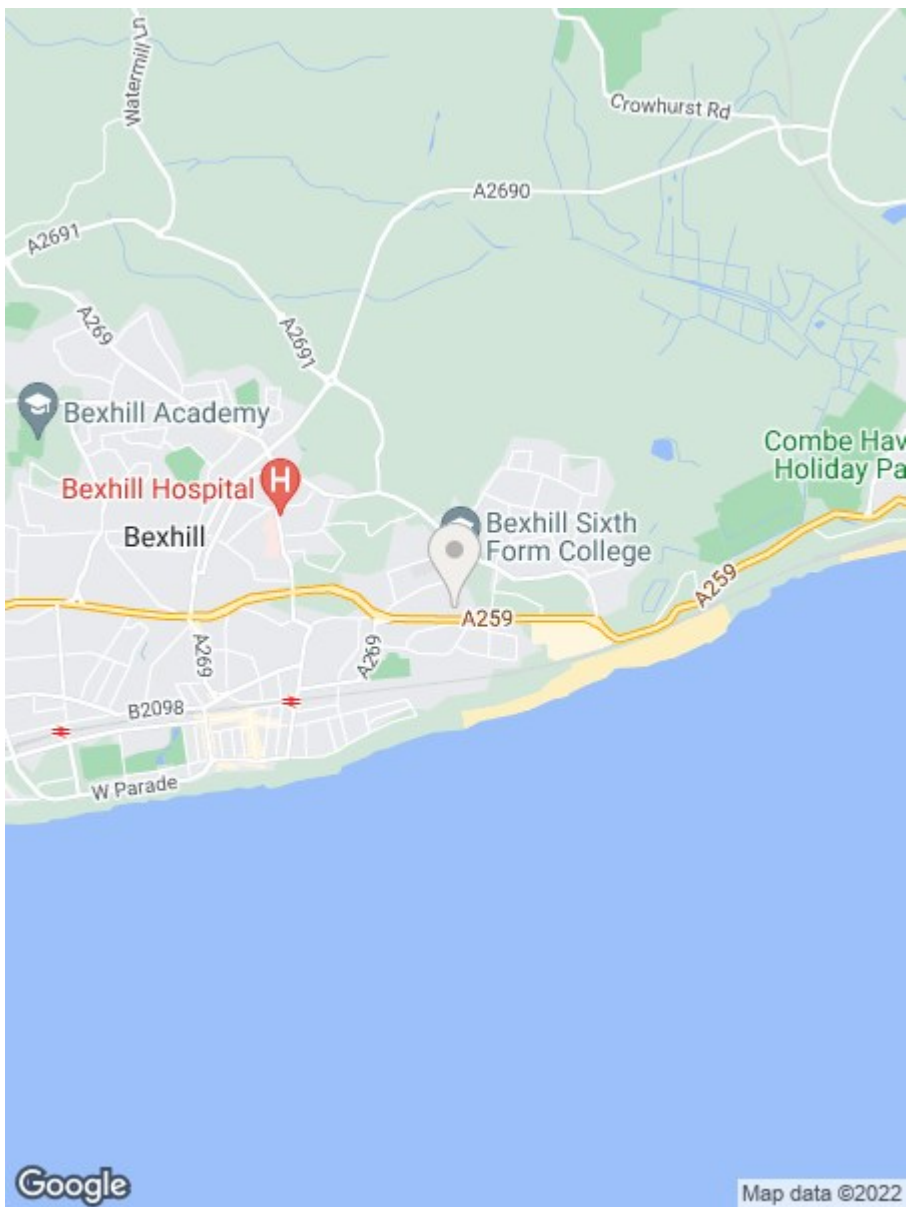 Watermill Ln
Crowhurst Rd
A2690
A2691
A269
A2691
Bexhill Academy
Combe Hav
Holiday Pa
Bexhill Hospital
H
Bexhill
Bexhill Sixth
Form College
A259
A259
A269
A269
B2098
W Parade
Google
Map data ©2022